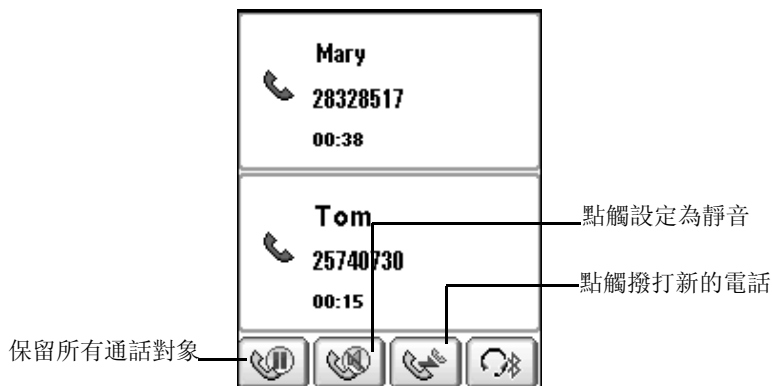 Mary
28328517
00:38
Tom
25740730
00:15
點觸設定為靜音
點觸撥打新的電話
保留所有通話對象